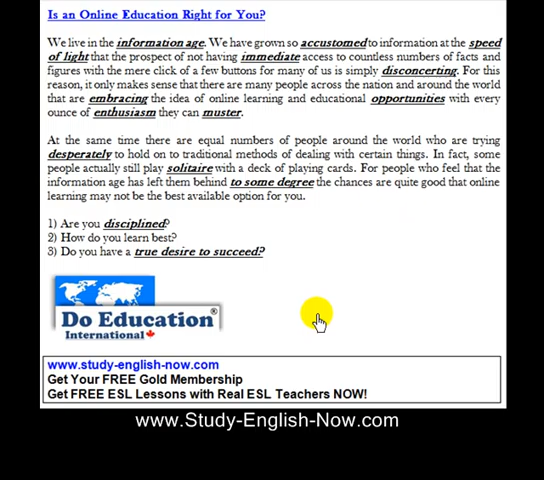 Is an Online Education Right for You?
We live in the information age. We have grown so accustomed to information at the speed
of light that the prospect of not having immediate access to countless numbers of facts and
figures with the mere click of a few buttons for many of us is simply disconcerting. For this
reason, it only makes sense that there are many people across the nation and around the world
that are embracing the idea of online learning and educational opportunities with every
ounce of enthusiasm they can muster.
At the same time there are equal numbers of people around the world who are trying
desperately to hold on to traditional methods of dealing with certain things. In fact, some
people actually still play solitaire with a deck of playing cards. For people who feel that the
information age has left them behind to some degree the chances are quite good that online
learning may not be the best available option for you.
1) Are you disciplined?
2) How do you learn best?
3) Do you have a true desire to succeed?
Do Education®
International
www.study-english-now.com
Get Your FREE Gold Membership
Get FREE ESL Lessons with Real ESL Teachers NOW!
www.Study-English-Now.com